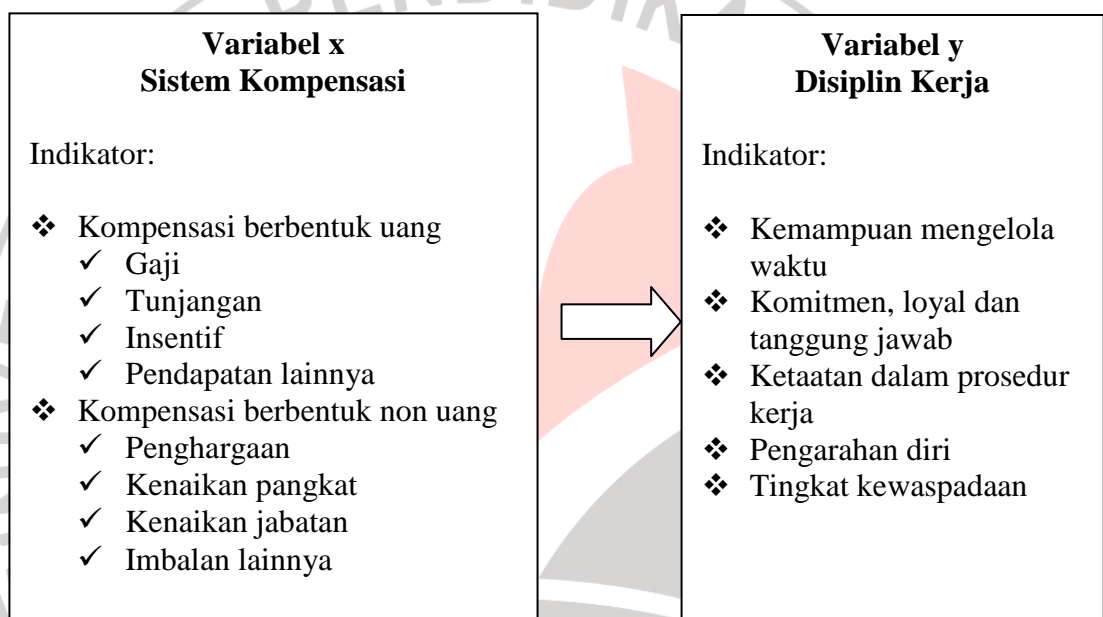 PENDIDIKA
Variabel x
Sistem Kompensasi
Indikator:
❖ Kompensasi berbentuk uang
✓ Gaji
✓ Tunjangan
✓ Insentif
✓ Pendapatan lainnya
❖ Kompensasi berbentuk non uang
✓ Penghargaan
✓ Kenaikan pangkat
✓ Kenaikan jabatan
✓ Imbalan lainnya
Variabel y
Disiplin Kerja
Indikator:
❖ Kemampuan mengelola
waktu
❖ Komitmen, loyal dan
tanggung jawab
❖ Ketaatan dalam prosedur
kerja
❖ Pengarahan diri
❖ Tingkat kewaspadaan